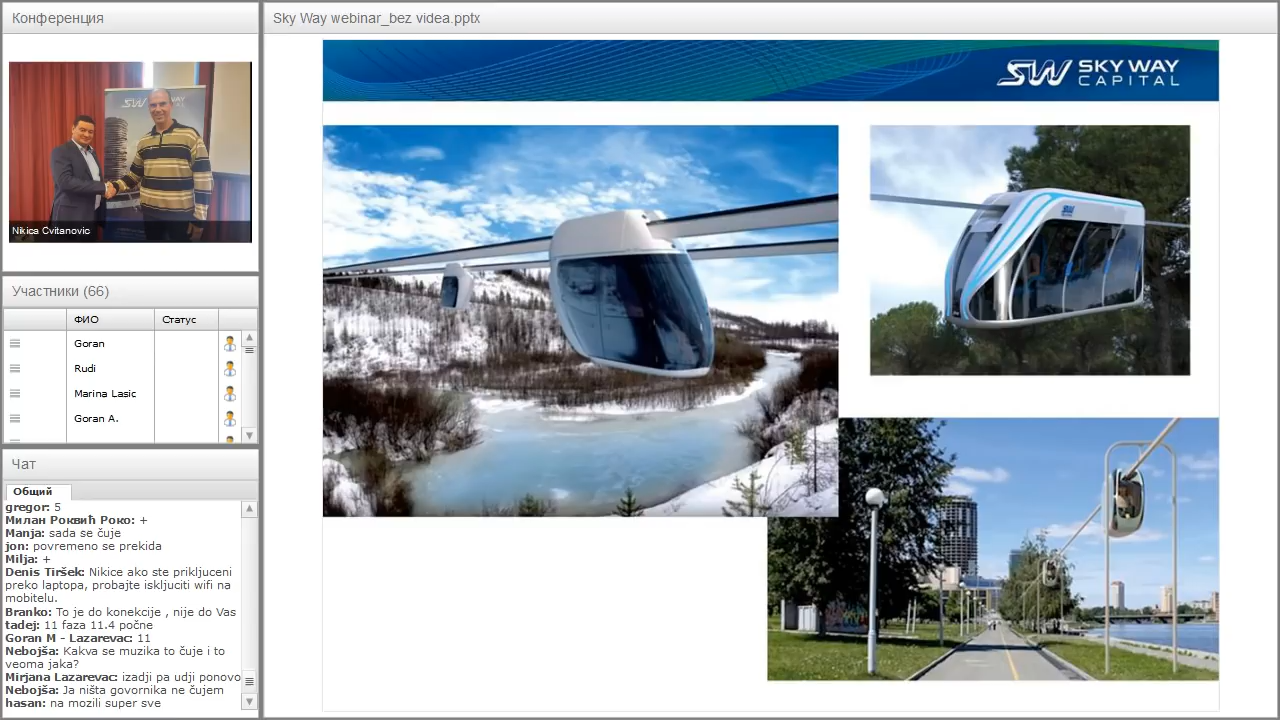 Конференция
Nikica Cvitanovic
Участники (66)
ФИО Статус
Goran
Rudi
Marina Lasic
Goran A.
Чат
Общий
gregor: 5
Милан Роквић Роко: +
Manja: sada se čuje
jon: povremeno se prekida
Milja: +
Denis Tiršek: Nikice ako ste prikljuceni
preko laptopa, probajte iskljuciti wifi na
mobitelu.
Branko: To je do konekcije , nije do Vas
tadej: 11 faza 11.4 počne
Goran M - Lazarevac: 11
Nebojša: Kakva se muzika to čuje i to
veoma jaka?
Mirjana Lazarevac: izadji pa udji ponovo
Nebojša: Ja ništa govornika ne čujem
hasan: na mozili super sve
Sky Way webinar_bez videa.pptx
SW SKY WAY
CAPITAL